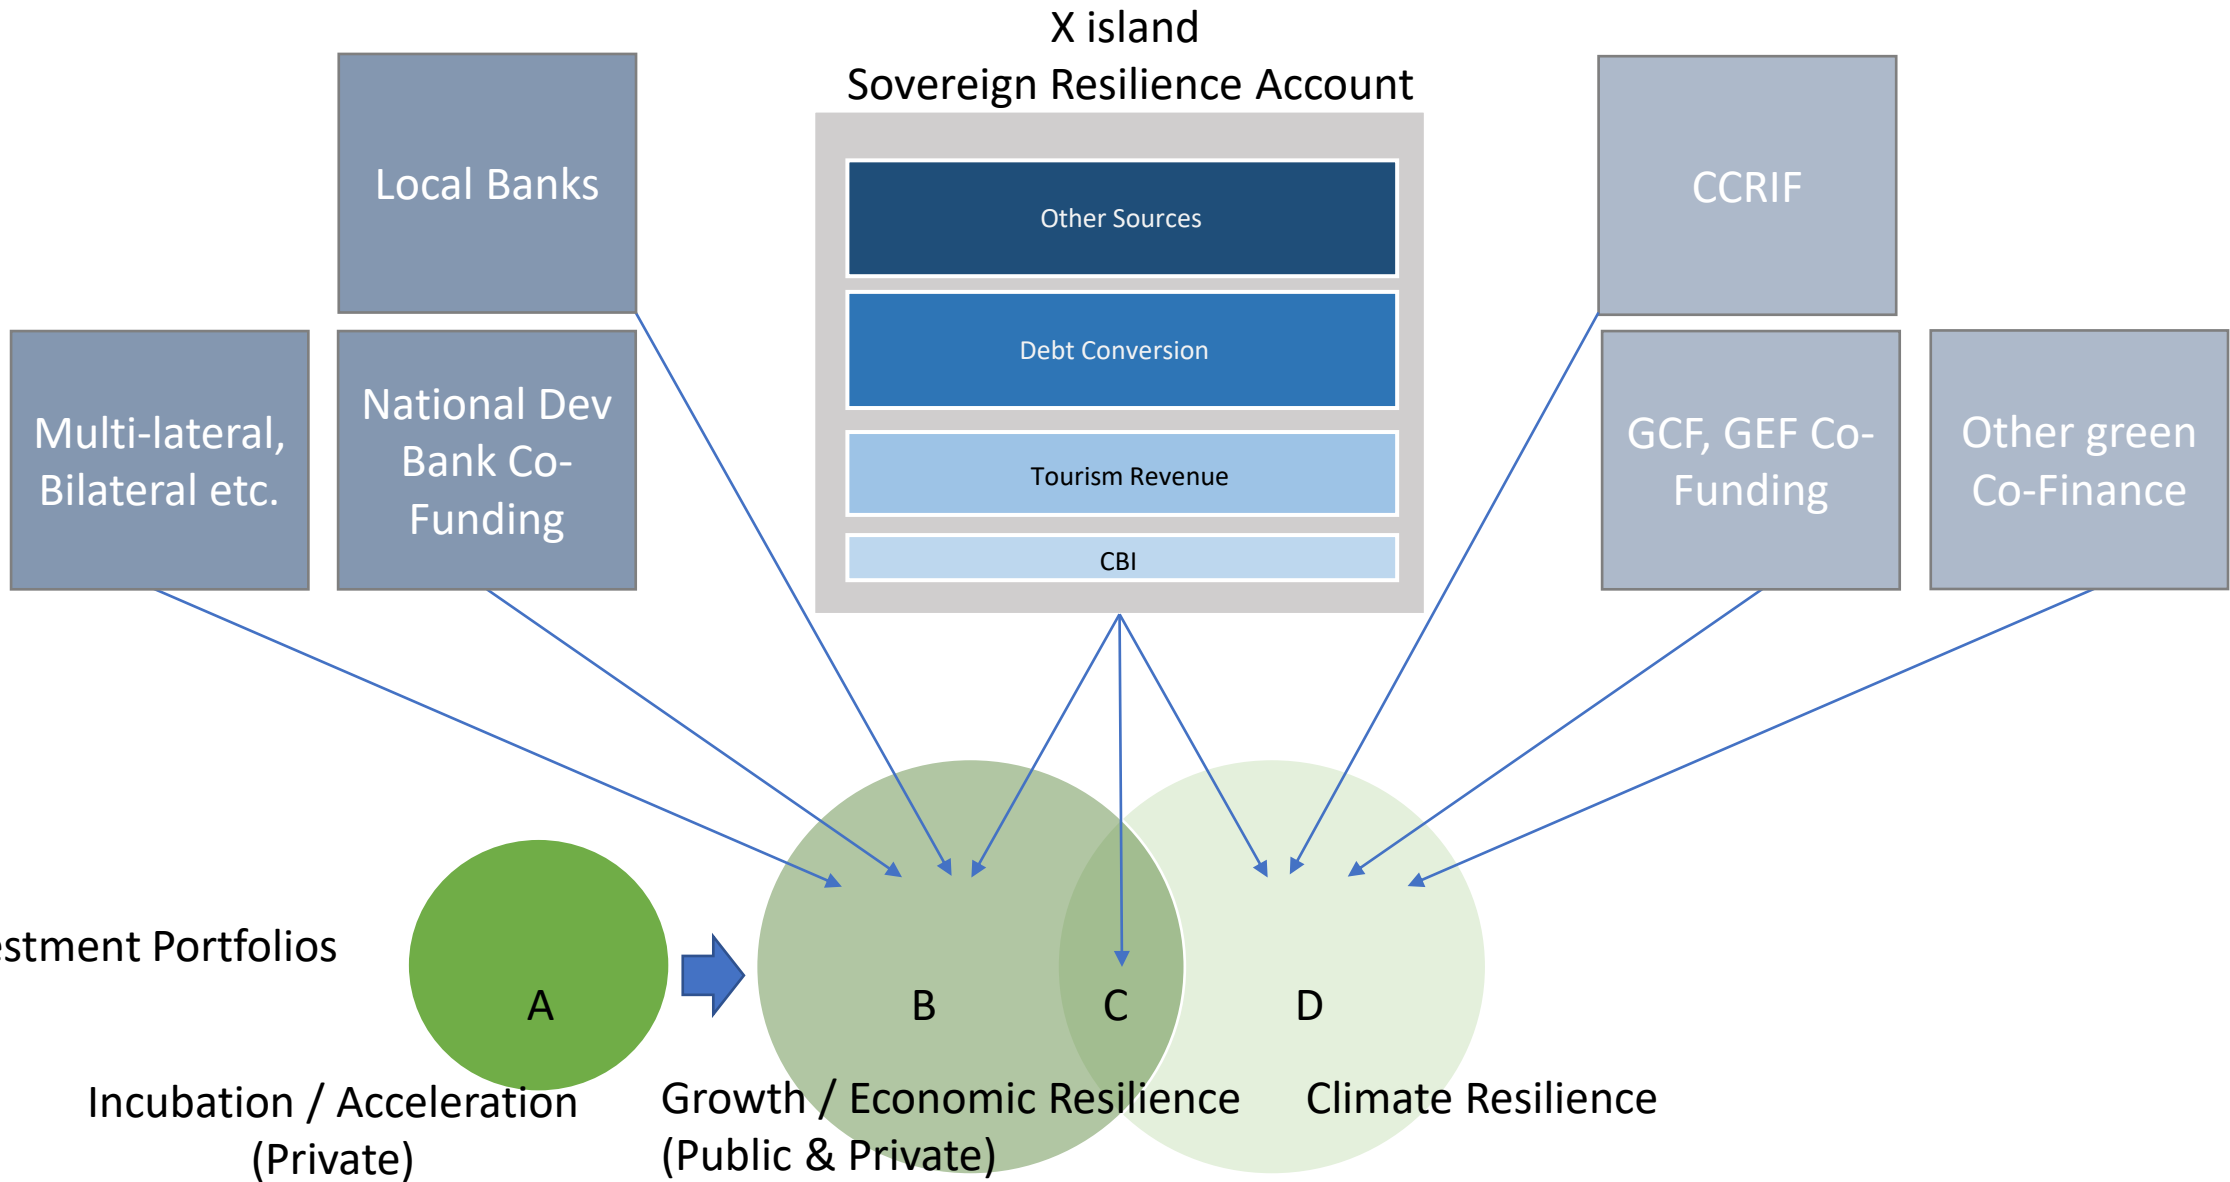 X island
Sovereign Resilience Account
Local Banks
Multi-lateral,
Bilateral etc.
National Dev
Bank Co-
Funding
Other Sources
Debt Conversion
Tourism Revenue
CBI
CCRIF
GCF, GEF Co-
Funding
Other green
Co-Finance
estment Portfolios
A
B
C
D
Incubation / Acceleration
(Private)
Growth / Economic Resilience
(Public & Private)
Climate Resilience